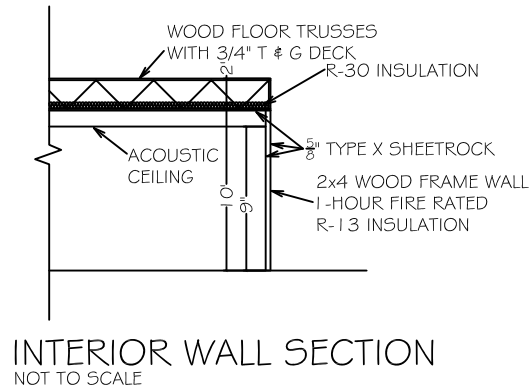 WOOD FLOOR TRUSSES
WITH 3/4" T & G DECK
2'
R-30 INSULATION
5/8" TYPE X SHEETROCK
ACOUSTIC
CEILING
2x4 WOOD FRAME WALL
1-HOUR FIRE RATED
R-13 INSULATION
10'
9"
INTERIOR WALL SECTION
NOT TO SCALE